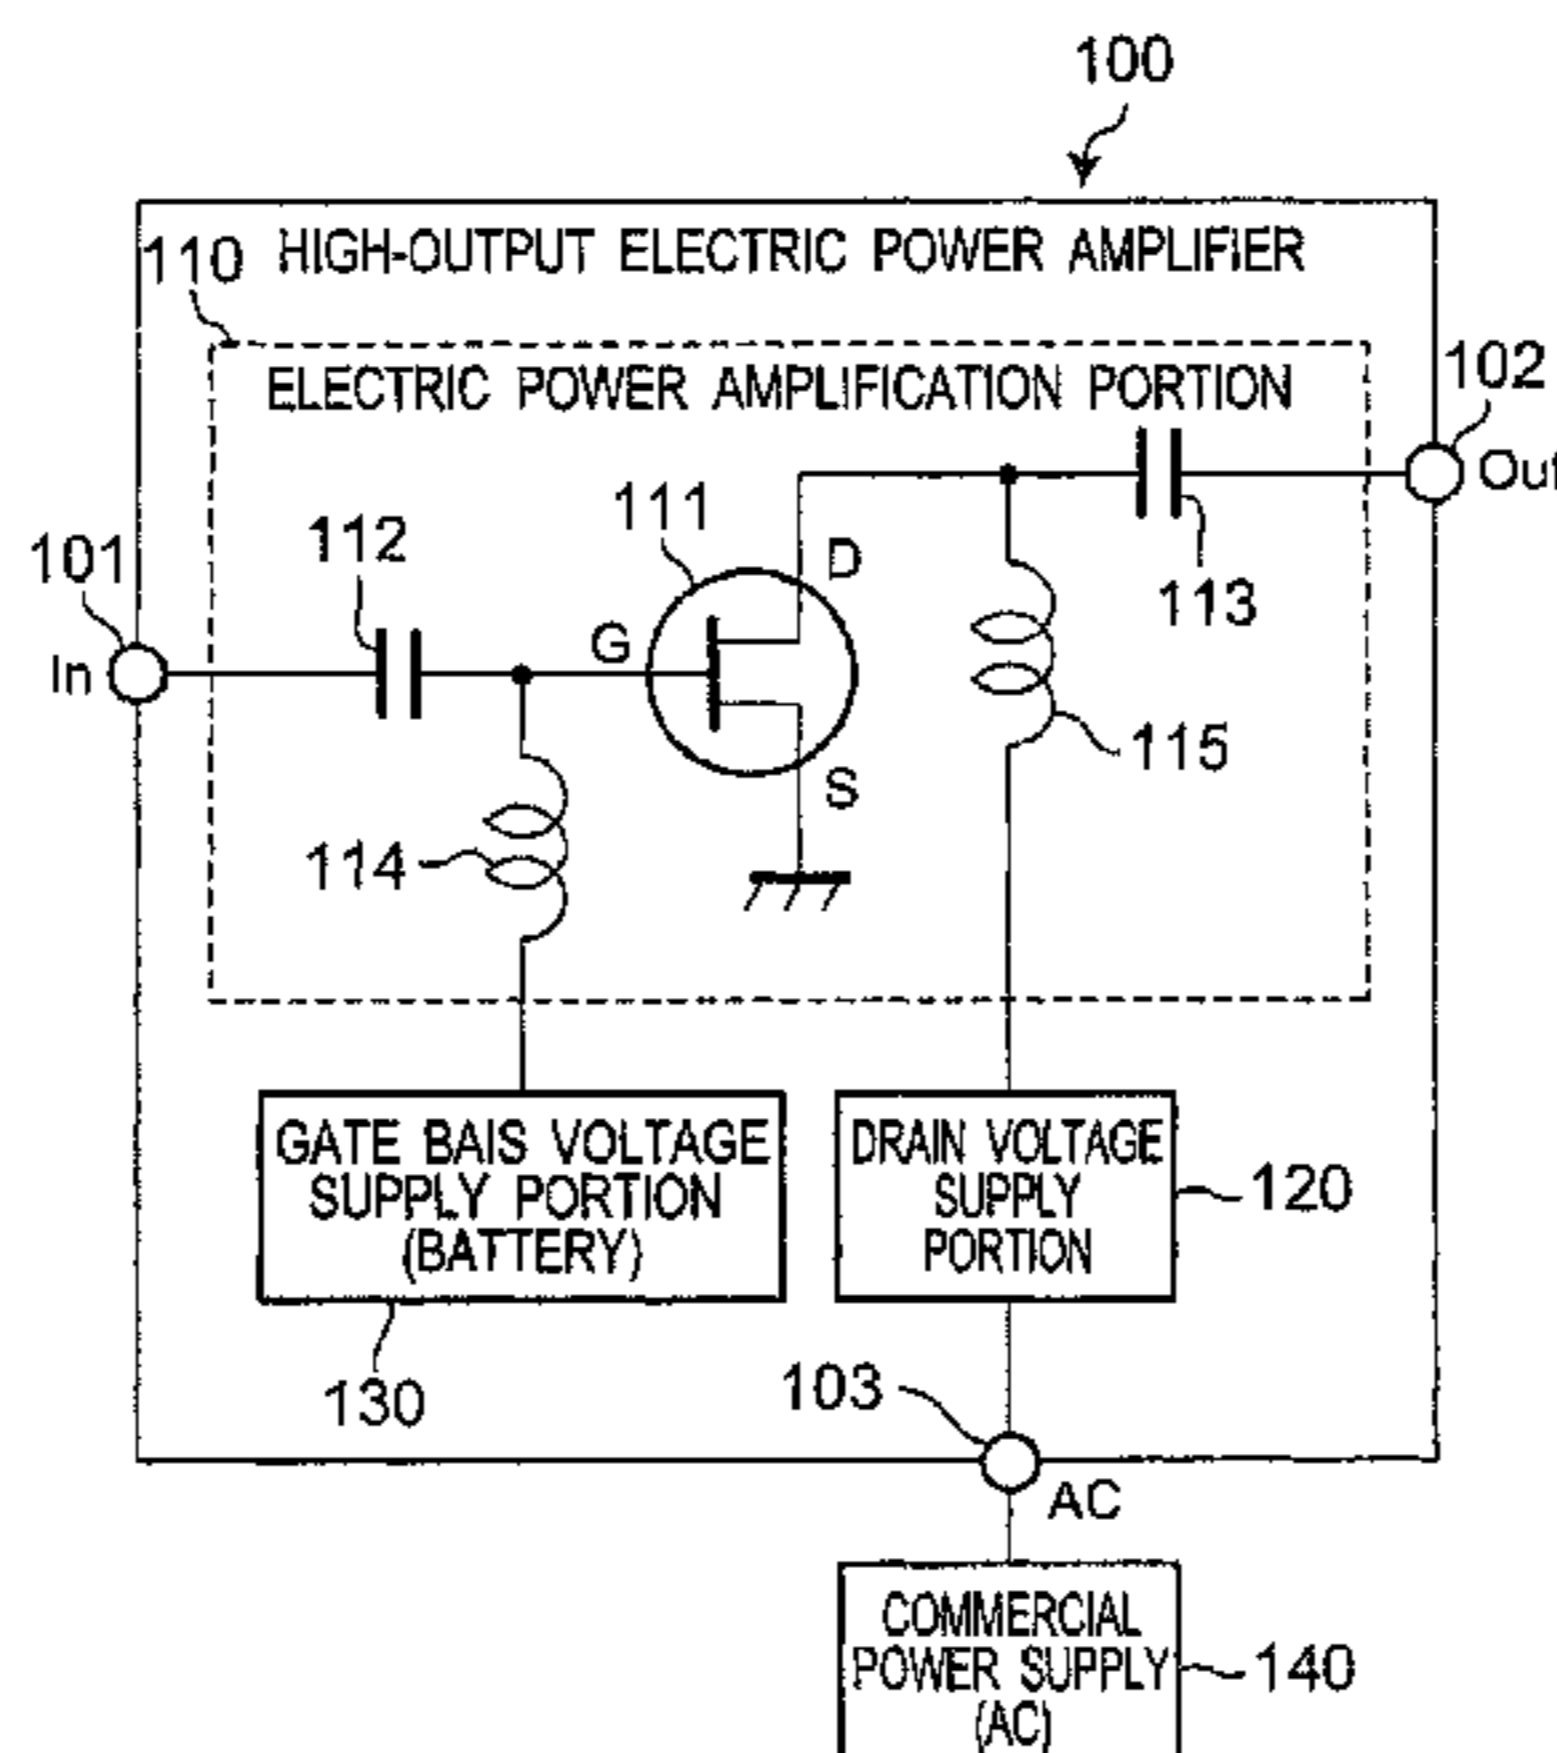 100
110 HIGH-OUTPUT ELECTRIC POWER AMPLIFIER
ELECTRIC POWER AMPLIFICATION PORTION
102
Out
111
112
D
101
113
G
In
115
S
114
GATE BAIS VOLTAGE
SUPPLY PORTION
(BATTERY)
DRAIN VOLTAGE
SUPPLY
PORTION
120
130
103
AC
COMMERCIAL
POWER SUPPLY
(AC)
140